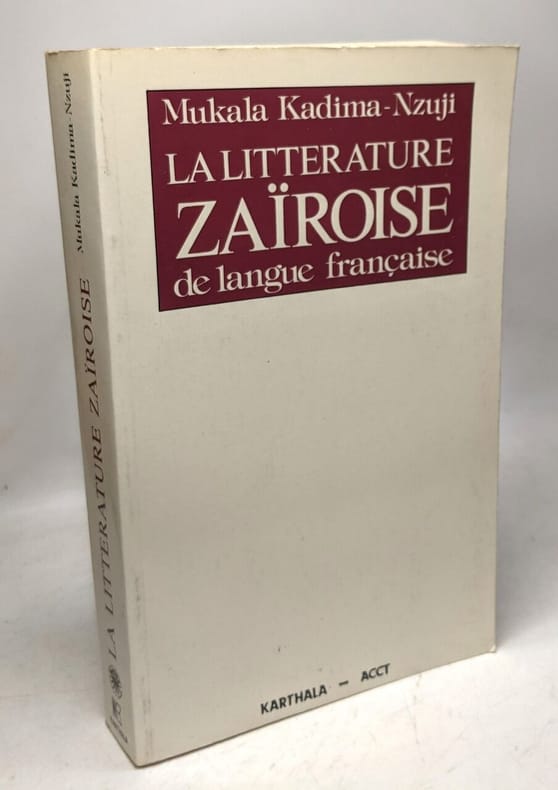 Mukala Kadima-Nzuji
LA LITTERATURE
ZAÏROISE
de langue française
KARTHALA - ACCT
LA LITTERATURE ZAÏROISE Mukala Kadima-Nzuji